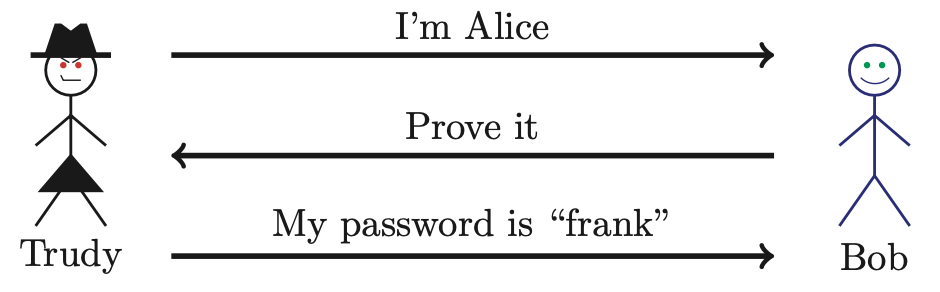 I’m Alice
Prove it
My password is “frank”
Trudy
Bob